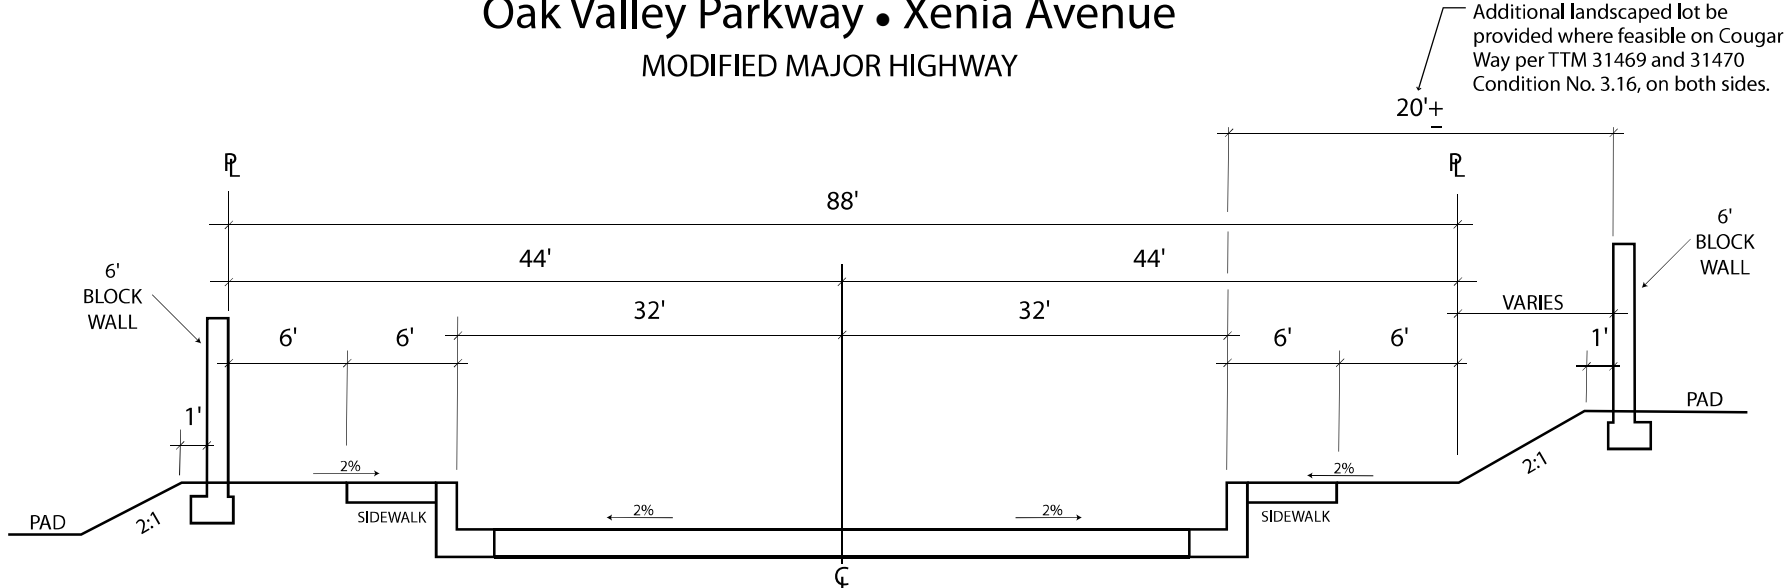 Oak Valley Parkway • Xenia Avenue
MODIFIED MAJOR HIGHWAY
Additional landscaped lot be
provided where feasible on Cougar
Way per TTM 31469 and 31470
Condition No. 3.16, on both sides.
20'±
PL
PL
88'
44'
44'
6'
BLOCK
WALL
6'
BLOCK
WALL
32'
32'
VARIES
6'
6'
6'
6'
1'
1'
PAD
2%
2%
2:1
PAD
2:1
SIDEWALK
2%
2%
SIDEWALK
CL